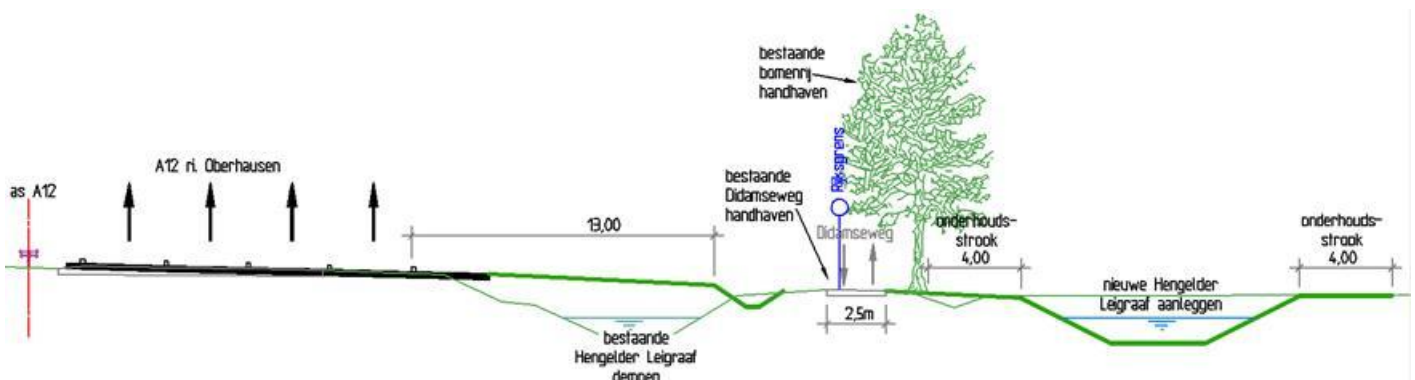 as A12
A12 ri. Oberhausen
13,00
bestaande
Hengelder Leigraaf
dempen
bestaande
Didamseweg
handhaven
bestaande
bomenrij
handhaven
Rijksgrens
Didamseweg
2,5m
onderhouds-
strook
4,00
nieuwe Hengelder
Leigraaf aanleggen
onderhouds-
strook
4,00